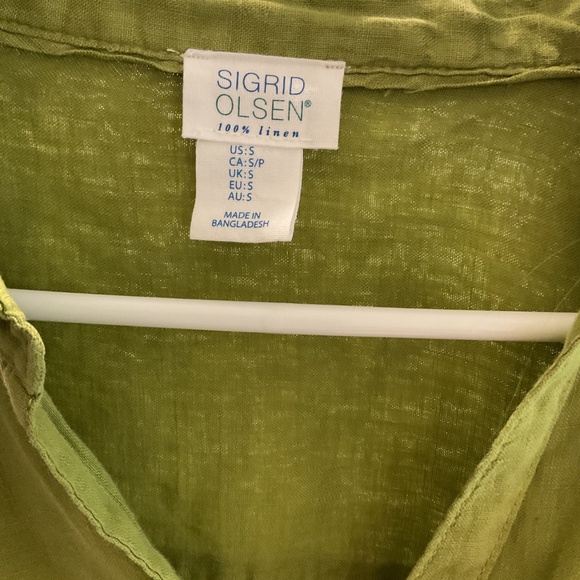 SIGRID
OLSEN®
100% linen
US: S
CA: S/P
UK: S
EU: S
AU: S
MADE IN
BANGLADESH